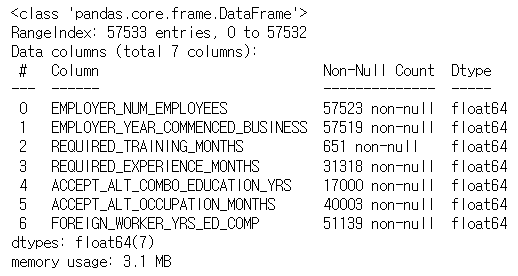 <class 'pandas.core.frame.DataFrame'>
RangeIndex: 57533 entries, 0 to 57532
Data columns (total 7 columns):
 #   Column                            Non-Null Count  Dtype
---  ------                            --------------  -----
 0   EMPLOYER_NUM_EMPLOYEES            57523 non-null  float64
 1   EMPLOYER_YEAR_COMMENCED_BUSINESS  57519 non-null  float64
 2   REQUIRED_TRAINING_MONTHS          651 non-null    float64
 3   REQUIRED_EXPERIENCE_MONTHS        31318 non-null  float64
 4   ACCEPT_ALT_COMBO_EDUCATION_YRS    17000 non-null  float64
 5   ACCEPT_ALT_OCCUPATION_MONTHS      40003 non-null  float64
 6   FOREIGN_WORKER_YRS_ED_COMP        51139 non-null  float64
dtypes: float64(7)
memory usage: 3.1 MB